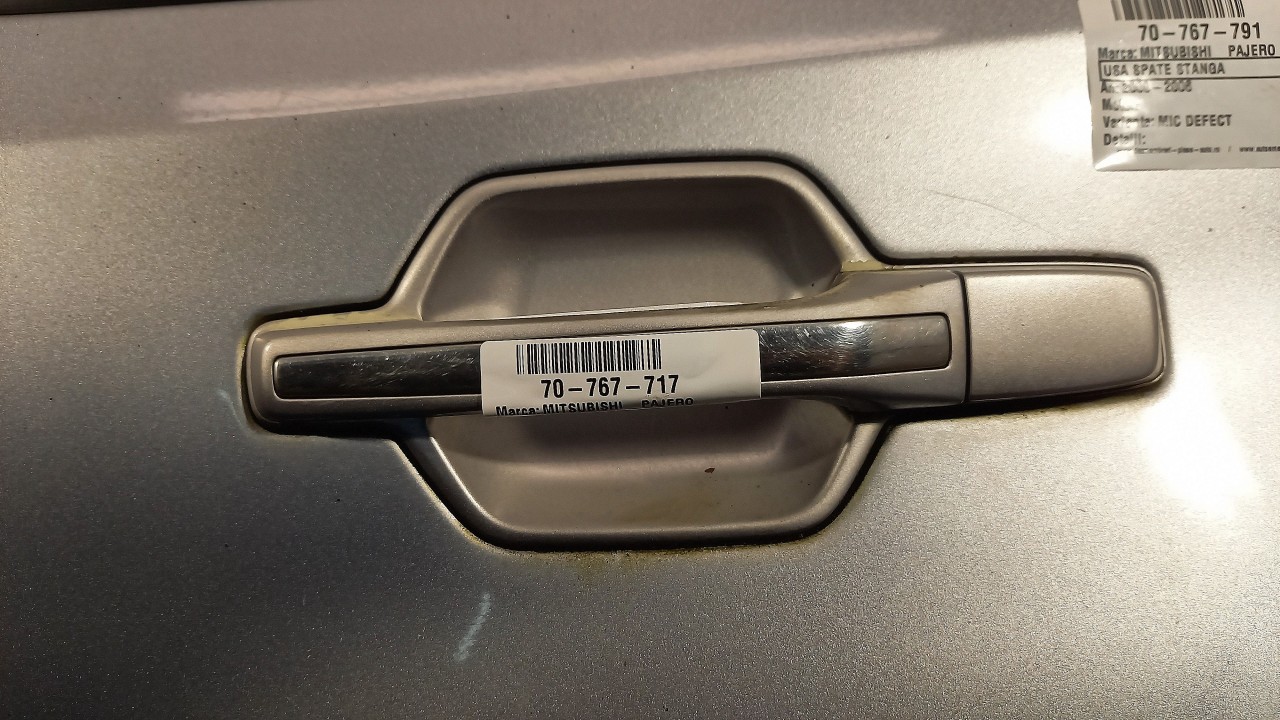 70-767-791
Marca: MITSUBISHI PAJERO
USA SPATE STANGA
2006
Varianta: MIC DEFECT
Detalii:
70-767-717
Marca: MITSUBISHI PAJERO